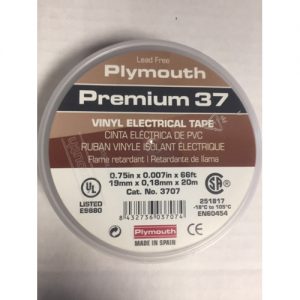 Lead Free
Plymouth
Premium 37
VINYL ELECTRICAL TAPE
CINTA ELÉCTRICA DE PVC
RUBAN VINYLE ISOLANT ÉLECTRIQUE
Flame retardant | Retardante de llama
0.75in x 0.007in x 66ft
19mm x 0,18mm x 20m
Cat. No. 3707
UL
LISTED
E9880
8 432736 037074
SA
251817
-18°C to 105°C
EN60454
Plymouth
MADE IN SPAIN